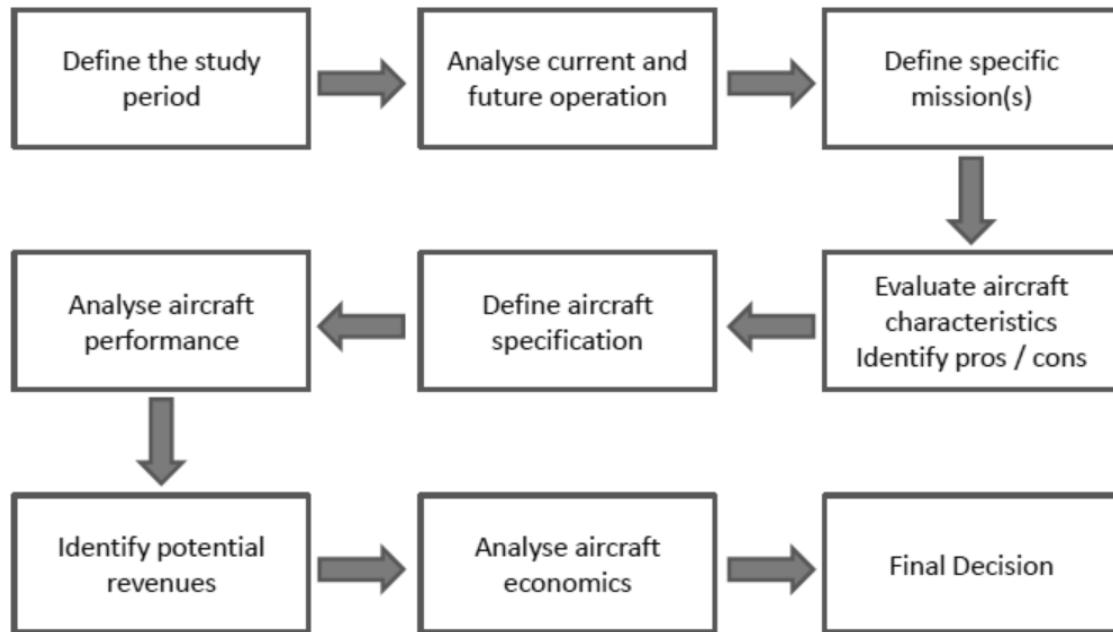 Define the study
period
Analyse current and
future operation
Define specific
mission(s)
Analyse aircraft
performance
Define aircraft
specification
Evaluate aircraft
characteristics
Identify pros / cons
Identify potential
revenues
Analyse aircraft
economics
Final Decision